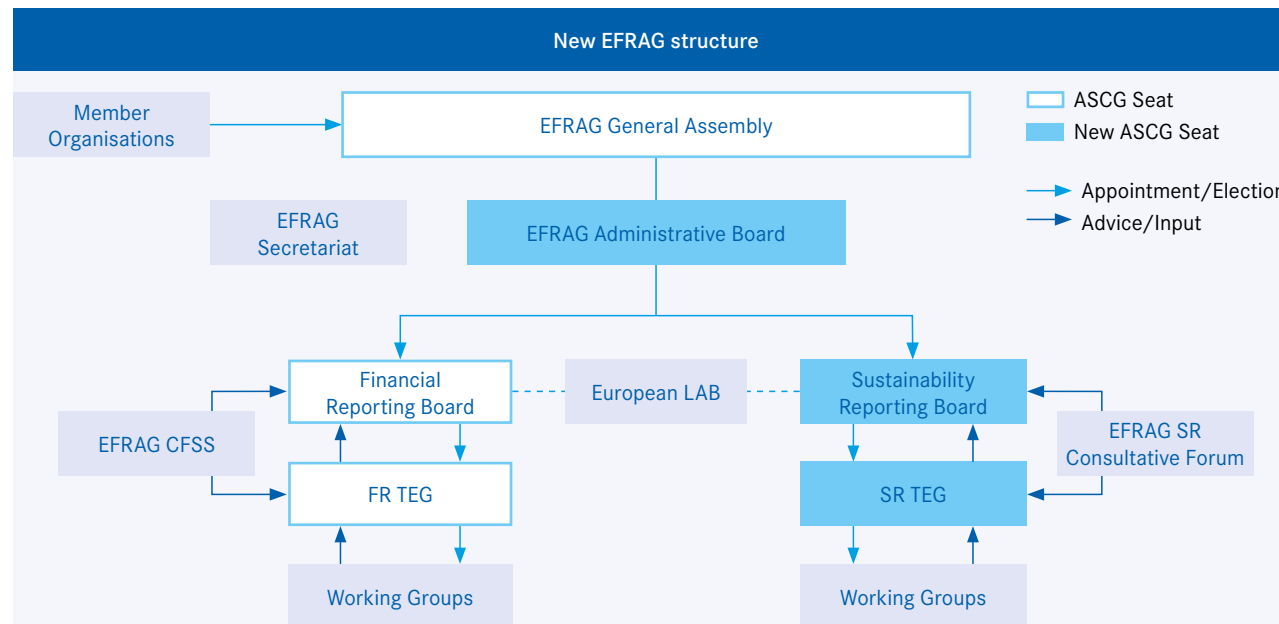 New EFRAG structure
Member
Organisations
EFRAG General Assembly
ASCG Seat
New ASCG Seat
Appointment/Election
Advice/Input
EFRAG
Secretariat
EFRAG Administrative Board
Financial
Reporting Board
European LAB
Sustainability
Reporting Board
EFRAG CFSS
EFRAG SR
Consultative Forum
FR TEG
SR TEG
Working Groups
Working Groups